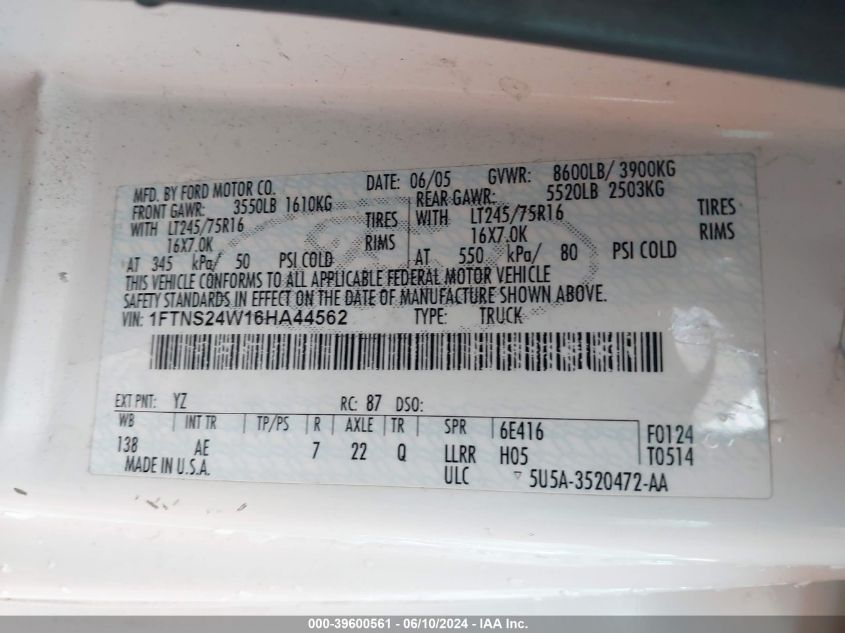 MFD. BY FORD MOTOR CO. DATE: 06/05 GVWR: 8600LB/ 3900KG
FRONT GAWR: 3550LB 1610KG REAR GAWR: 5520LB 2503KG
WITH LT245/75R16 TIRES WITH LT245/75R16 TIRES
16X7.0K RIMS 16X7.0K RIMS
AT 345 kPa/ 50 PSI COLD AT 550 kPa/ 80 PSI COLD
THIS VEHICLE CONFORMS TO ALL APPLICABLE FEDERAL MOTOR VEHICLE
SAFETY STANDARDS IN EFFECT ON THE DATE OF MANUFACTURE SHOWN ABOVE.
VIN: 1FTNS24W16HA44562 TYPE: TRUCK
EXT PNT: YZ RC: 87 DSO:
WB INT TR TP/PS R AXLE TR SPR 6E416 F0124
138 AE 7 22 Q LLRR H05 T0514
MADE IN U.S.A. ULC ▽ 5U5A-3520472-AA
000-39600561 - 06/10/2024 - IAA Inc.